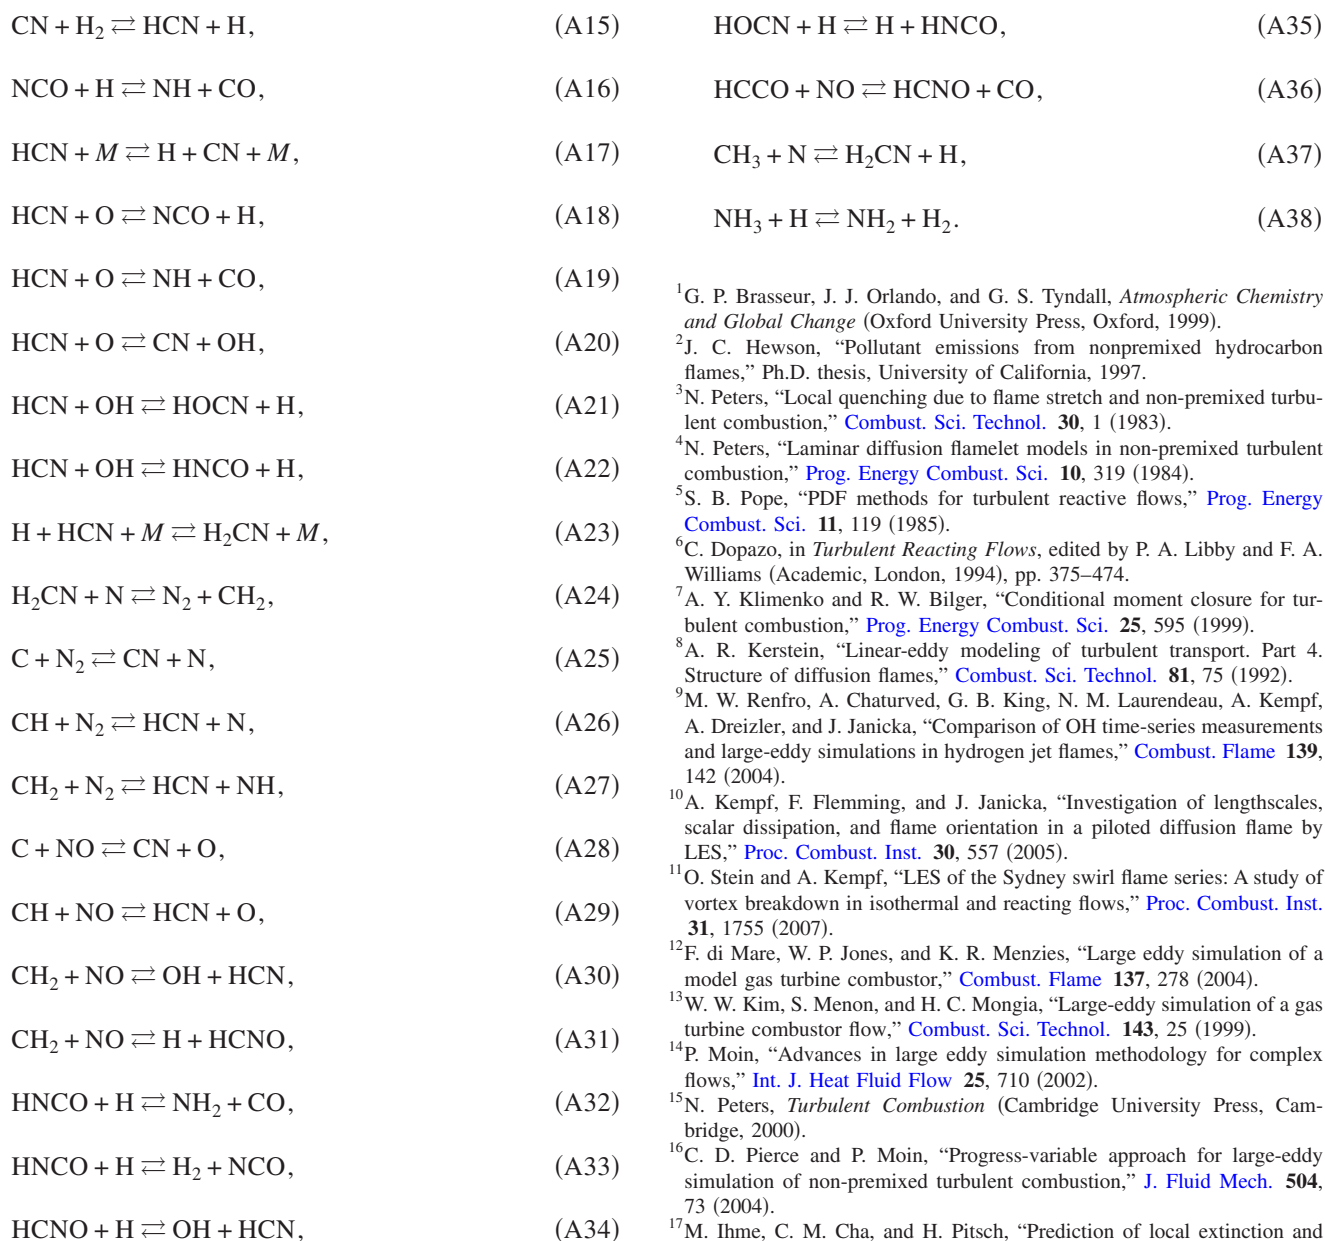 CN + H₂ ⇄ HCN + H, (A15)
NCO + H ⇄ NH + CO, (A16)
HCN + M ⇄ H + CN + M, (A17)
HCN + O ⇄ NCO + H, (A18)
HCN + O ⇄ NH + CO, (A19)
HCN + O ⇄ CN + OH, (A20)
HCN + OH ⇄ HOCN + H, (A21)
HCN + OH ⇄ HNCO + H, (A22)
H + HCN + M ⇄ H₂CN + M, (A23)
H₂CN + N ⇄ N₂ + CH₂, (A24)
C + N₂ ⇄ CN + N, (A25)
CH + N₂ ⇄ HCN + N, (A26)
CH₂ + N₂ ⇄ HCN + NH, (A27)
C + NO ⇄ CN + O, (A28)
CH + NO ⇄ HCN + O, (A29)
CH₂ + NO ⇄ OH + HCN, (A30)
CH₂ + NO ⇄ H + HCNO, (A31)
HNCO + H ⇄ NH₂ + CO, (A32)
HNCO + H ⇄ H₂ + NCO, (A33)
HCNO + H ⇄ OH + HCN, (A34)
HOCN + H ⇄ H + HNCO, (A35)
HCCO + NO ⇄ HCNO + CO, (A36)
CH₃ + N ⇄ H₂CN + H, (A37)
NH₃ + H ⇄ NH₂ + H₂. (A38)
¹G. P. Brasseur, J. J. Orlando, and G. S. Tyndall, Atmospheric Chemistry
and Global Change (Oxford University Press, Oxford, 1999).
²J. C. Hewson, “Pollutant emissions from nonpremixed hydrocarbon
flames,” Ph.D. thesis, University of California, 1997.
³N. Peters, “Local quenching due to flame stretch and non-premixed turbu-
lent combustion,” Combust. Sci. Technol. 30, 1 (1983).
⁴N. Peters, “Laminar diffusion flamelet models in non-premixed turbulent
combustion,” Prog. Energy Combust. Sci. 10, 319 (1984).
⁵S. B. Pope, “PDF methods for turbulent reactive flows,” Prog. Energy
Combust. Sci. 11, 119 (1985).
⁶C. Dopazo, in Turbulent Reacting Flows, edited by P. A. Libby and F. A.
Williams (Academic, London, 1994), pp. 375–474.
⁷A. Y. Klimenko and R. W. Bilger, “Conditional moment closure for tur-
bulent combustion,” Prog. Energy Combust. Sci. 25, 595 (1999).
⁸A. R. Kerstein, “Linear-eddy modeling of turbulent transport. Part 4.
Structure of diffusion flames,” Combust. Sci. Technol. 81, 75 (1992).
⁹M. W. Renfro, A. Chaturved, G. B. King, N. M. Laurendeau, A. Kempf,
A. Dreizler, and J. Janicka, “Comparison of OH time-series measurements
and large-eddy simulations in hydrogen jet flames,” Combust. Flame 139,
142 (2004).
¹⁰A. Kempf, F. Flemming, and J. Janicka, “Investigation of lengthscales,
scalar dissipation, and flame orientation in a piloted diffusion flame by
LES,” Proc. Combust. Inst. 30, 557 (2005).
¹¹O. Stein and A. Kempf, “LES of the Sydney swirl flame series: A study of
vortex breakdown in isothermal and reacting flows,” Proc. Combust. Inst.
31, 1755 (2007).
¹²F. di Mare, W. P. Jones, and K. R. Menzies, “Large eddy simulation of a
model gas turbine combustor,” Combust. Flame 137, 278 (2004).
¹³W. W. Kim, S. Menon, and H. C. Mongia, “Large-eddy simulation of a gas
turbine combustor flow,” Combust. Sci. Technol. 143, 25 (1999).
¹⁴P. Moin, “Advances in large eddy simulation methodology for complex
flows,” Int. J. Heat Fluid Flow 25, 710 (2002).
¹⁵N. Peters, Turbulent Combustion (Cambridge University Press, Cam-
bridge, 2000).
¹⁶C. D. Pierce and P. Moin, “Progress-variable approach for large-eddy
simulation of non-premixed turbulent combustion,” J. Fluid Mech. 504,
73 (2004).
¹⁷M. Ihme, C. M. Cha, and H. Pitsch, “Prediction of local extinction and